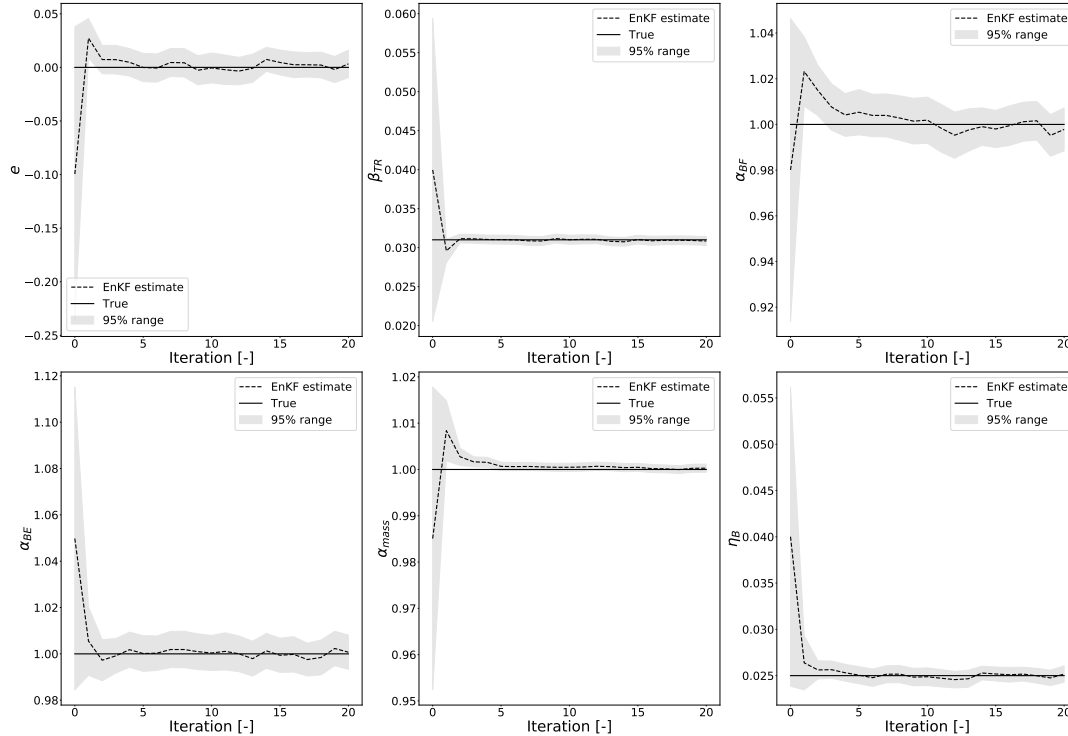 e
0.00
−0.05
−0.10
−0.15
−0.20
−0.25
0 5 10 15 20
Iteration [-]
EnKF estimate
True
95% range
β_TR
0.060
0.055
0.050
0.045
0.040
0.035
0.030
0.025
0.020
0 5 10 15 20
Iteration [-]
EnKF estimate
True
95% range
α_BF
1.04
1.02
1.00
0.98
0.96
0.94
0.92
0 5 10 15 20
Iteration [-]
EnKF estimate
True
95% range
α_BE
1.12
1.10
1.08
1.06
1.04
1.02
1.00
0.98
0 5 10 15 20
Iteration [-]
EnKF estimate
True
95% range
α_mass
1.02
1.01
1.00
0.99
0.98
0.97
0.96
0.95
0 5 10 15 20
Iteration [-]
EnKF estimate
True
95% range
η_B
0.055
0.050
0.045
0.040
0.035
0.030
0.025
0 5 10 15 20
Iteration [-]
EnKF estimate
True
95% range